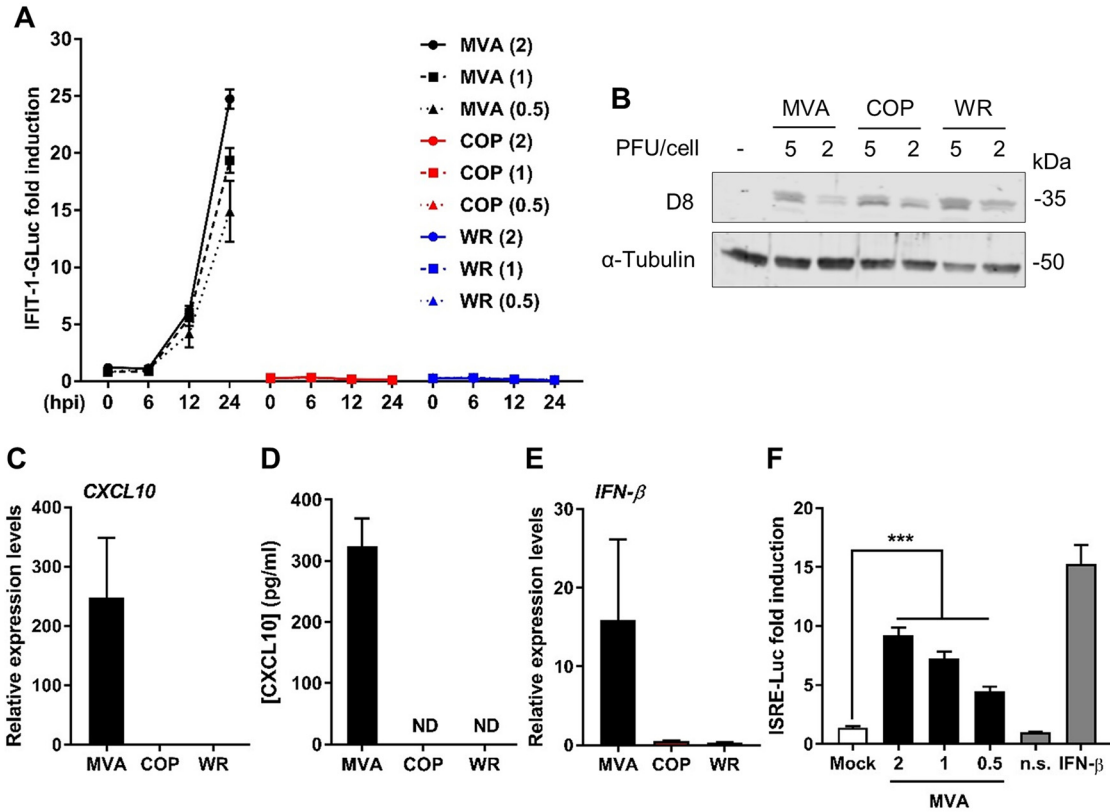 A
IFIT-1-GLuc fold induction
30
25
20
15
10
5
0
(hpi) 0 6 12 24 0 6 12 24 0 6 12 24
MVA (2)
MVA (1)
MVA (0.5)
COP (2)
COP (1)
COP (0.5)
WR (2)
WR (1)
WR (0.5)
B
MVA COP WR
PFU/cell - 5 2 5 2 5 2 kDa
D8 -35
α-Tubulin -50
C
CXCL10
Relative expression levels
400
300
200
100
0
MVA COP WR
D
[CXCL10] (pg/ml)
400
300
200
100
0
ND ND
MVA COP WR
E
IFN-β
Relative expression levels
30
20
10
0
MVA COP WR
F
ISRE-Luc fold induction
20
15
10
5
0
***
Mock 2 1 0.5 n.s. IFN-β
MVA